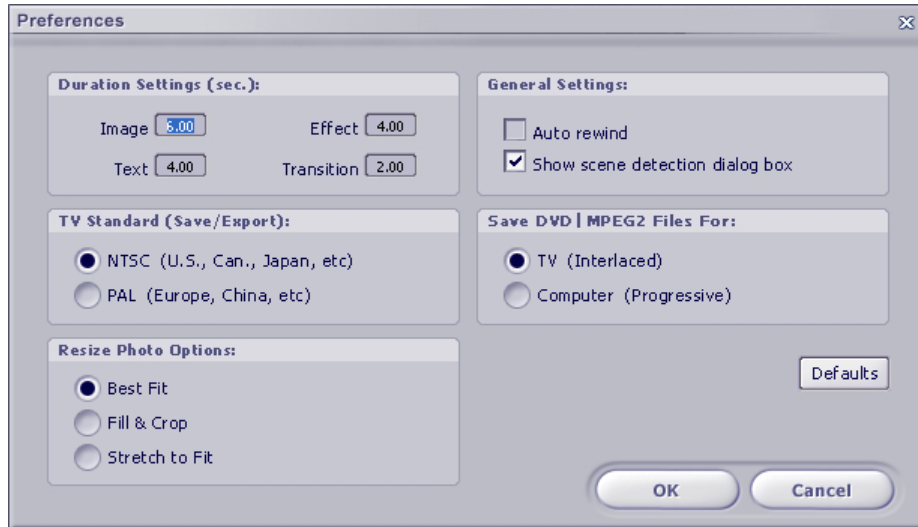 Preferences
Duration Settings (sec.):
Image 6.00 Effect 4.00
Text 4.00 Transition 2.00
General Settings:
Auto rewind
Show scene detection dialog box
TV Standard (Save/Export):
NTSC (U.S., Can., Japan, etc)
PAL (Europe, China, etc)
Save DVD | MPEG2 Files For:
TV (Interlaced)
Computer (Progressive)
Resize Photo Options:
Best Fit
Fill & Crop
Stretch to Fit
Defaults
OK Cancel